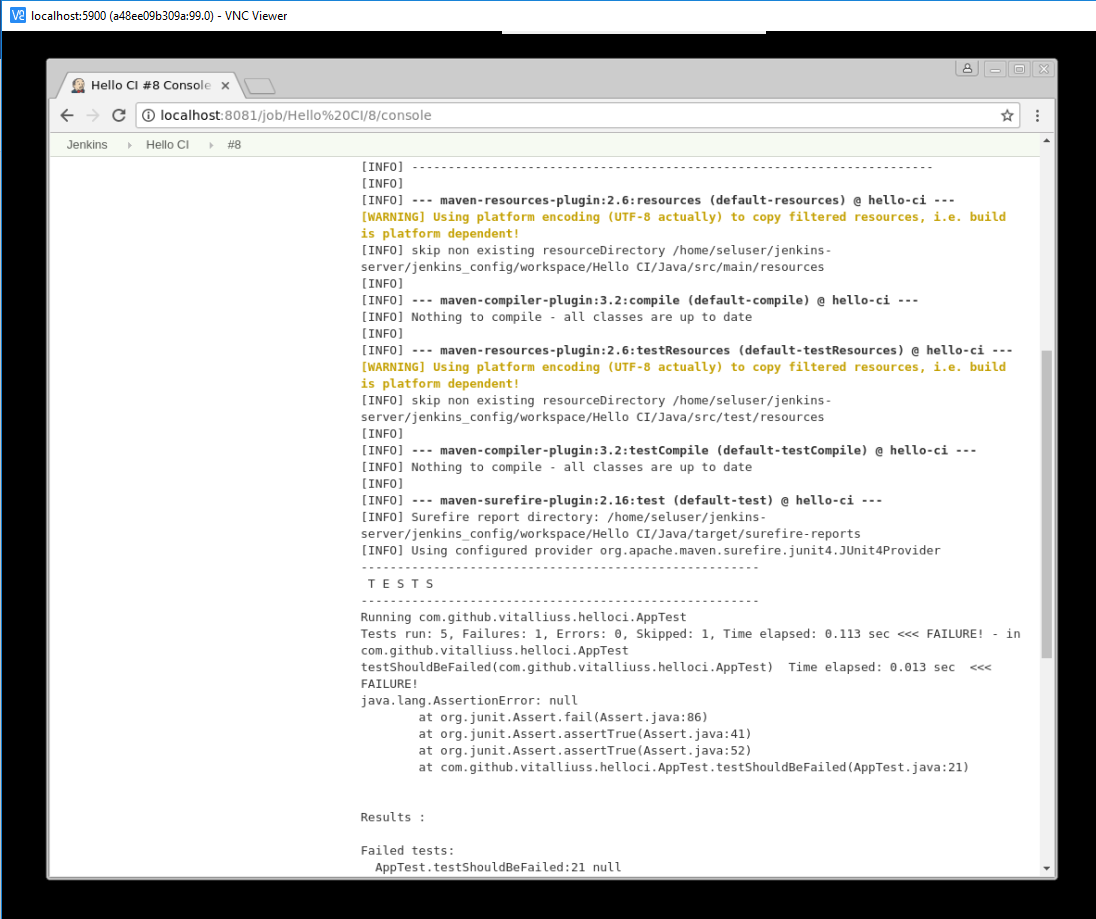 localhost:5900 (a48ee09b309a:99.0) - VNC Viewer
Hello CI #8 Console
localhost:8081/job/Hello%20CI/8/console
Jenkins Hello CI #8
[INFO] ------------------------------------------------------------------------
[INFO]
[INFO] --- maven-resources-plugin:2.6:resources (default-resources) @ hello-ci ---
[WARNING] Using platform encoding (UTF-8 actually) to copy filtered resources, i.e. build
is platform dependent!
[INFO] skip non existing resourceDirectory /home/seluser/jenkins-
server/jenkins_config/workspace/Hello CI/Java/src/main/resources
[INFO]
[INFO] --- maven-compiler-plugin:3.2:compile (default-compile) @ hello-ci ---
[INFO] Nothing to compile - all classes are up to date
[INFO]
[INFO] --- maven-resources-plugin:2.6:testResources (default-testResources) @ hello-ci ---
[WARNING] Using platform encoding (UTF-8 actually) to copy filtered resources, i.e. build
is platform dependent!
[INFO] skip non existing resourceDirectory /home/seluser/jenkins-
server/jenkins_config/workspace/Hello CI/Java/src/test/resources
[INFO]
[INFO] --- maven-compiler-plugin:3.2:testCompile (default-testCompile) @ hello-ci ---
[INFO] Nothing to compile - all classes are up to date
[INFO]
[INFO] --- maven-surefire-plugin:2.16:test (default-test) @ hello-ci ---
[INFO] Surefire report directory: /home/seluser/jenkins-
server/jenkins_config/workspace/Hello CI/Java/target/surefire-reports
[INFO] Using configured provider org.apache.maven.surefire.junit4.JUnit4Provider
-------------------------------------------------------
T E S T S
-------------------------------------------------------
Running com.github.vitalliuss.helloci.AppTest
Tests run: 5, Failures: 1, Errors: 0, Skipped: 1, Time elapsed: 0.113 sec <<< FAILURE! - in
com.github.vitalliuss.helloci.AppTest
testShouldBeFailed(com.github.vitalliuss.helloci.AppTest)  Time elapsed: 0.013 sec  <<<
FAILURE!
java.lang.AssertionError: null
at org.junit.Assert.fail(Assert.java:86)
at org.junit.Assert.assertTrue(Assert.java:41)
at org.junit.Assert.assertTrue(Assert.java:52)
at com.github.vitalliuss.helloci.AppTest.testShouldBeFailed(AppTest.java:21)
Results :
Failed tests:
AppTest.testShouldBeFailed:21 null